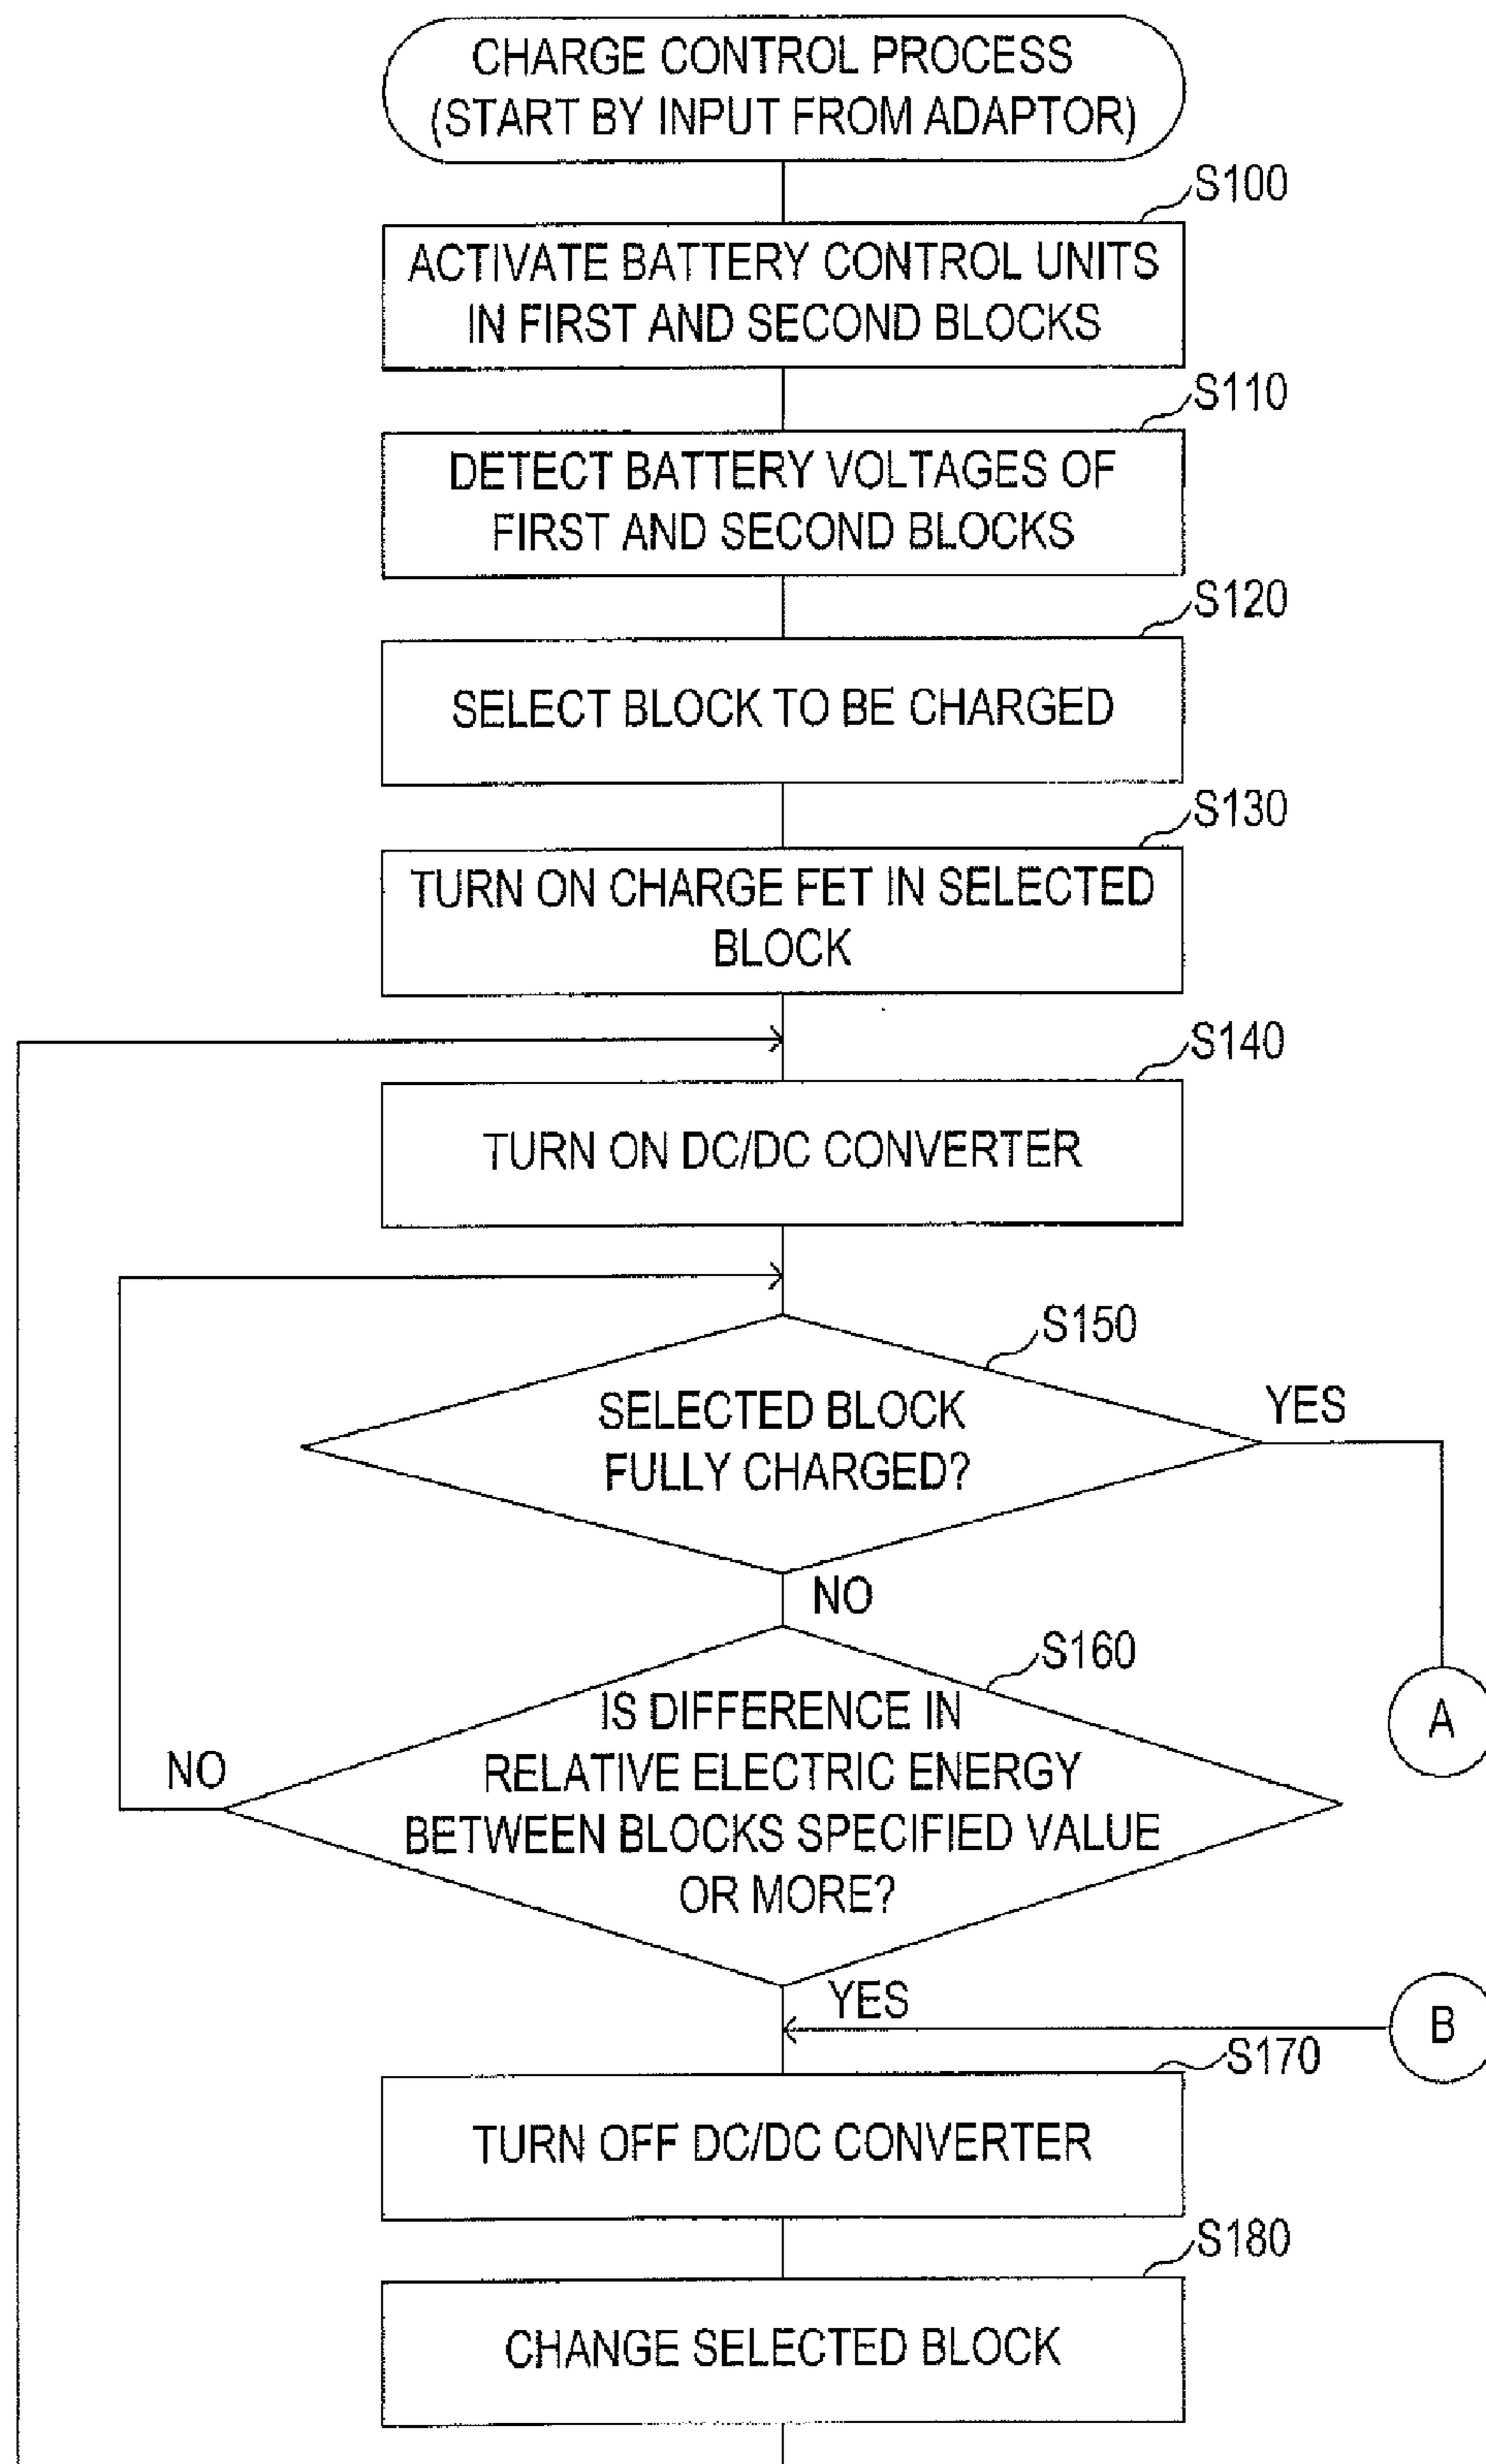 CHARGE CONTROL PROCESS
(START BY INPUT FROM ADAPTOR)
S100
ACTIVATE BATTERY CONTROL UNITS
IN FIRST AND SECOND BLOCKS
S110
DETECT BATTERY VOLTAGES OF
FIRST AND SECOND BLOCKS
S120
SELECT BLOCK TO BE CHARGED
S130
TURN ON CHARGE FET IN SELECTED
BLOCK
S140
TURN ON DC/DC CONVERTER
S150
SELECTED BLOCK
FULLY CHARGED?
YES
NO
S160
IS DIFFERENCE IN
RELATIVE ELECTRIC ENERGY
BETWEEN BLOCKS SPECIFIED VALUE
OR MORE?
NO
A
YES
B
S170
TURN OFF DC/DC CONVERTER
S180
CHANGE SELECTED BLOCK